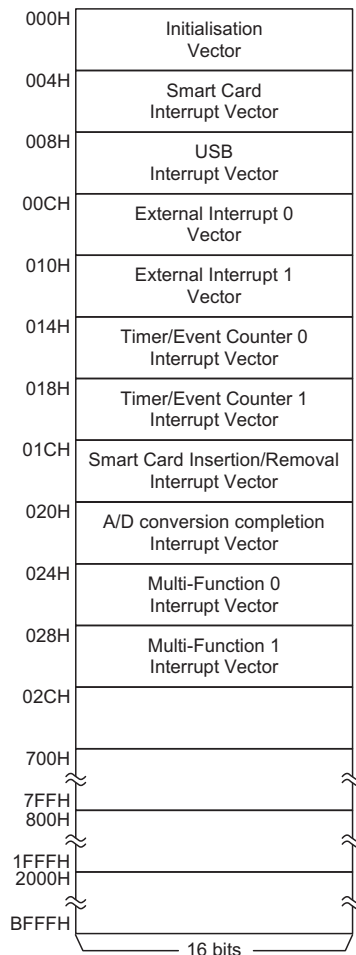 000H
Initialisation
Vector
004H
Smart Card
Interrupt Vector
008H
USB
Interrupt Vector
00CH
External Interrupt 0
Vector
010H
External Interrupt 1
Vector
014H
Timer/Event Counter 0
Interrupt Vector
018H
Timer/Event Counter 1
Interrupt Vector
01CH
Smart Card Insertion/Removal
Interrupt Vector
020H
A/D conversion completion
Interrupt Vector
024H
Multi-Function 0
Interrupt Vector
028H
Multi-Function 1
Interrupt Vector
02CH
700H
7FFH
800H
1FFFH
2000H
BFFFH
16 bits